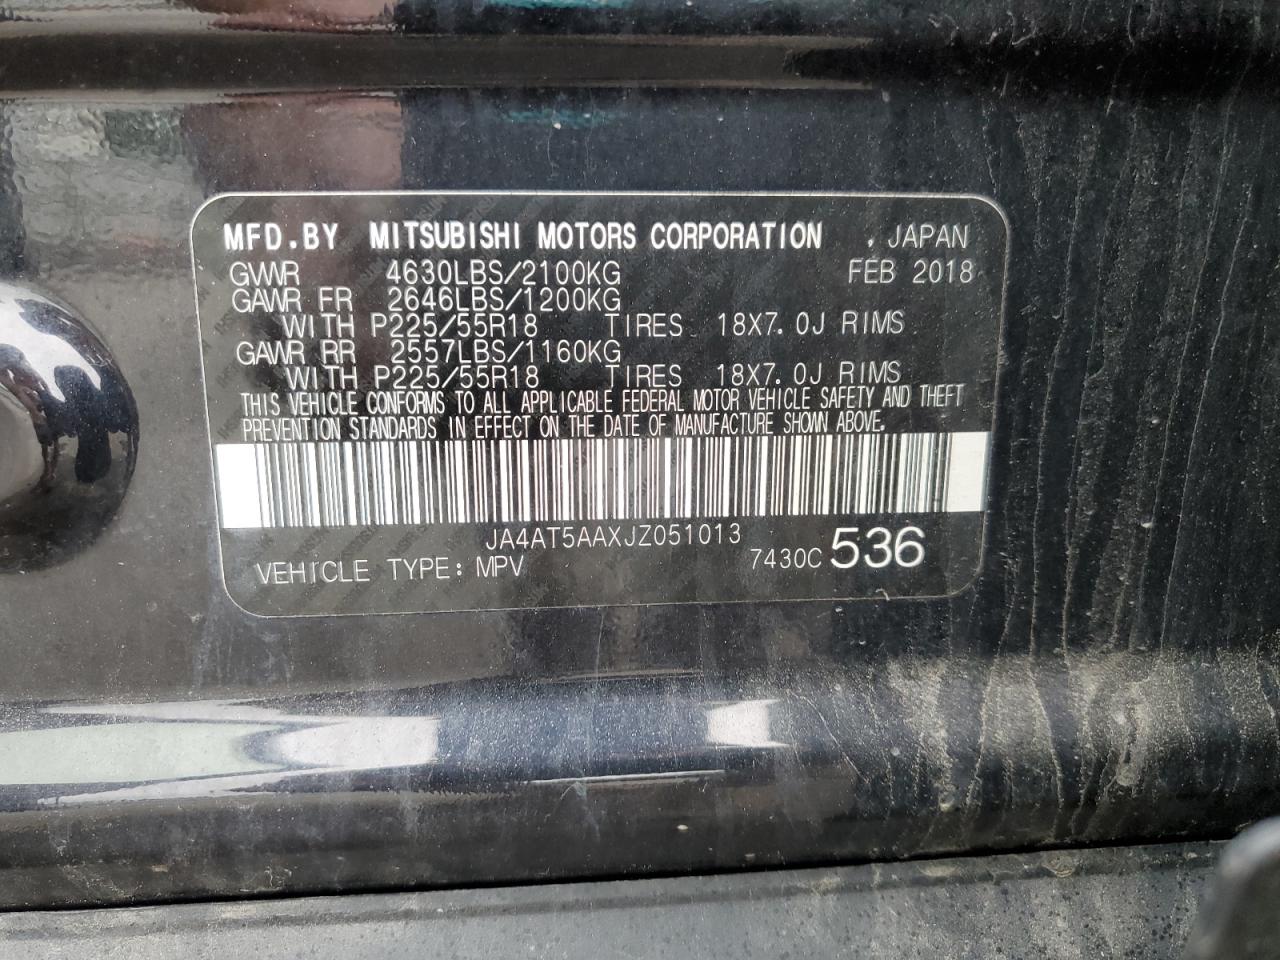 MFD.BY MITSUBISHI MOTORS CORPORATION , JAPAN
GVWR 4630LBS/2100KG FEB 2018
GAWR FR 2646LBS/1200KG
WITH P225/55R18 TIRES 18X7.0J RIMS
GAWR RR 2557LBS/1160KG
WITH P225/55R18 TIRES 18X7.0J RIMS
THIS VEHICLE CONFORMS TO ALL APPLICABLE FEDERAL MOTOR VEHICLE SAFETY AND THEFT
PREVENTION STANDARDS IN EFFECT ON THE DATE OF MANUFACTURE SHOWN ABOVE.
JA4AT5AAXJZ051013
VEHICLE TYPE: MPV 7430C 536